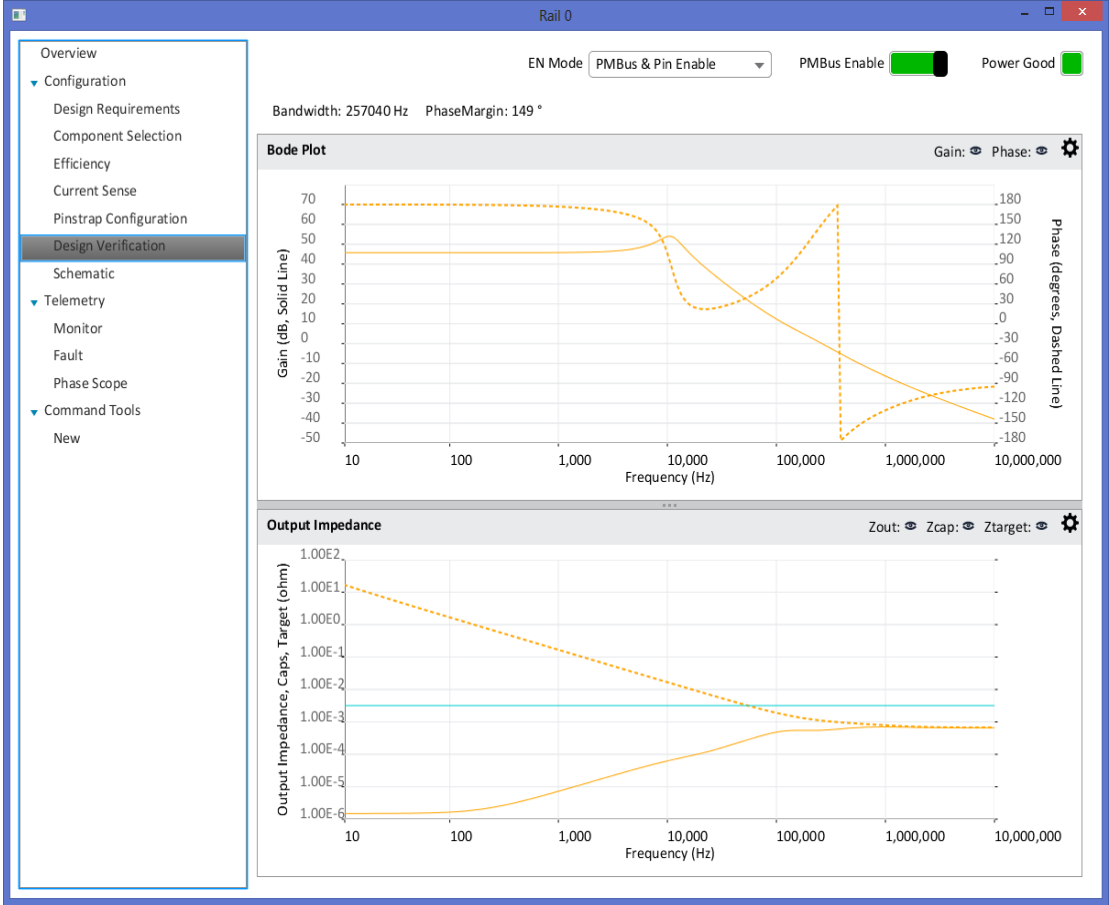 Rail 0
Overview
Configuration
Design Requirements
Component Selection
Efficiency
Current Sense
Pinstrap Configuration
Design Verification
Schematic
Telemetry
Monitor
Fault
Phase Scope
Command Tools
New
EN Mode PMBus & Pin Enable PMBus Enable Power Good
Bandwidth: 257040 Hz PhaseMargin: 149 °
Bode Plot Gain: Phase:
Gain (dB, Solid Line)
70
60
50
40
30
20
10
0
-10
-20
-30
-40
-50
180
150
120
90
60
30
0
-30
-60
-90
-120
-150
-180
Phase (degrees, Dashed Line)
10 100 1,000 10,000 100,000 1,000,000 10,000,000
Frequency (Hz)
Output Impedance Zout: Zcap: Ztarget:
Output Impedance, Caps, Target (ohm)
1.00E2
1.00E1
1.00E0
1.00E-1
1.00E-2
1.00E-3
1.00E-4
1.00E-5
1.00E-6
10 100 1,000 10,000 100,000 1,000,000 10,000,000
Frequency (Hz)